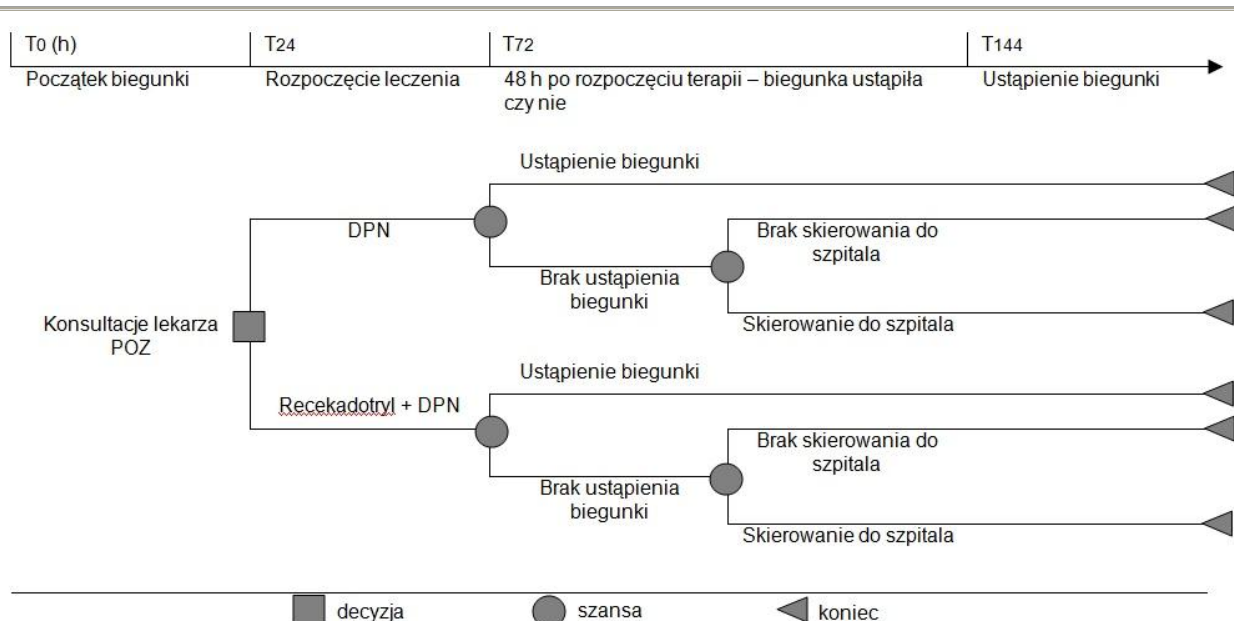 T0 (h)
T24
T72
T144
Początek biegunki
Rozpoczęcie leczenia
48 h po rozpoczęciu terapii – biegunka ustąpiła
czy nie
Ustąpienie biegunki
Ustąpienie biegunki
DPN
Brak skierowania do
szpitala
Brak ustąpienia
biegunki
Skierowanie do szpitala
Konsultacje lekarza
POZ
Ustąpienie biegunki
Recekadotryl + DPN
Brak skierowania do
szpitala
Brak ustąpienia
biegunki
Skierowanie do szpitala
decyzja
szansa
koniec